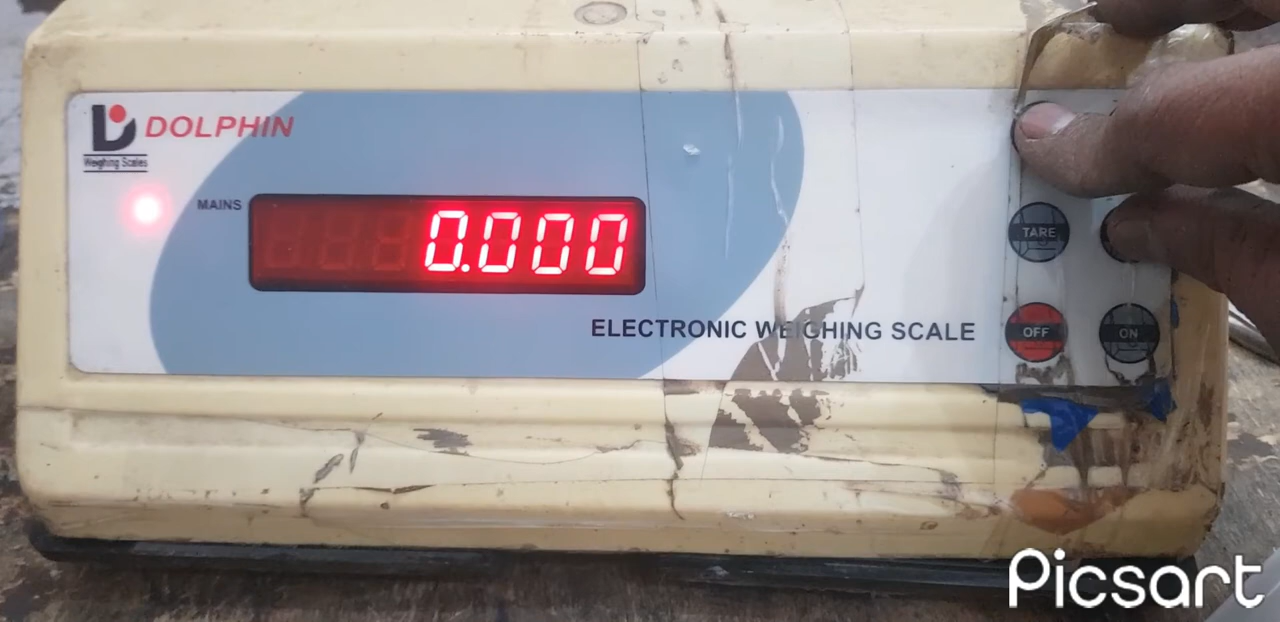 DOLPHIN
Weighing Scales
MAINS
0.000
TARE
ELECTRONIC WEIGHING SCALE
OFF
ON
Picsart